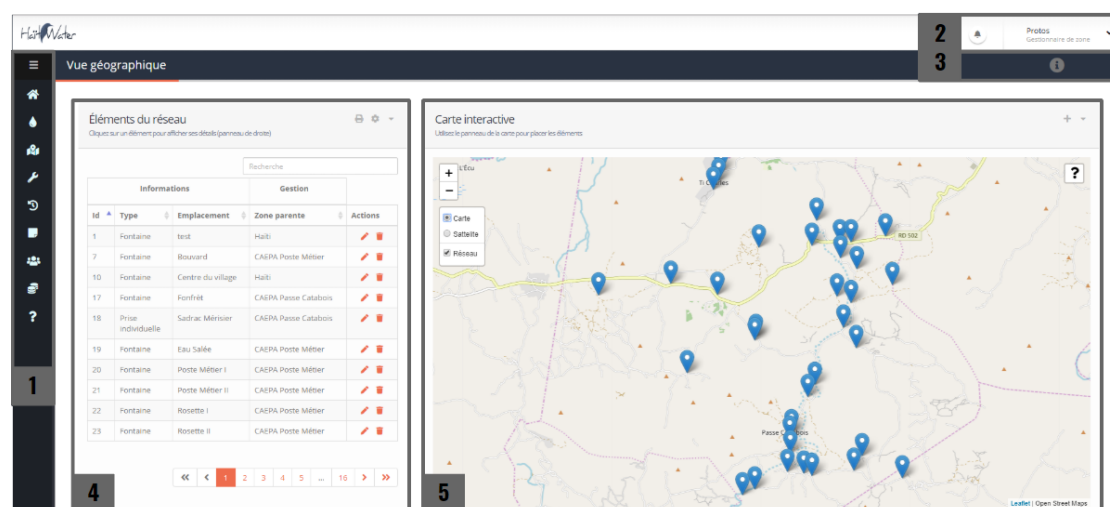 Haïti Water
2
Protos
Gestionnaire de zone
Vue géographique
3
1
Éléments du réseau
Cliquez sur un élément pour afficher ses détails (panneau de droite)
Recherche
Informations Gestion
Id Type Emplacement Zone parente Actions
1 Fontaine test Haïti
7 Fontaine Bouvard CAEPA Poste Métier
10 Fontaine Centre du village Haïti
17 Fontaine Fonfrèt CAEPA Passe Catabois
18 Prise individuelle Sadrac Mérisier CAEPA Passe Catabois
19 Fontaine Eau Salée CAEPA Poste Métier
20 Fontaine Poste Métier I CAEPA Poste Métier
21 Fontaine Poste Métier II CAEPA Poste Métier
22 Fontaine Rosette I CAEPA Poste Métier
23 Fontaine Rosette II CAEPA Poste Métier
1 2 3 4 5 ... 16
4
Carte interactive
Utilisez le panneau de la carte pour placer les éléments
+
−
L'Écu
?
Carte
Sattelite
Réseau
RD 502
5
Leaflet | Open Street Maps